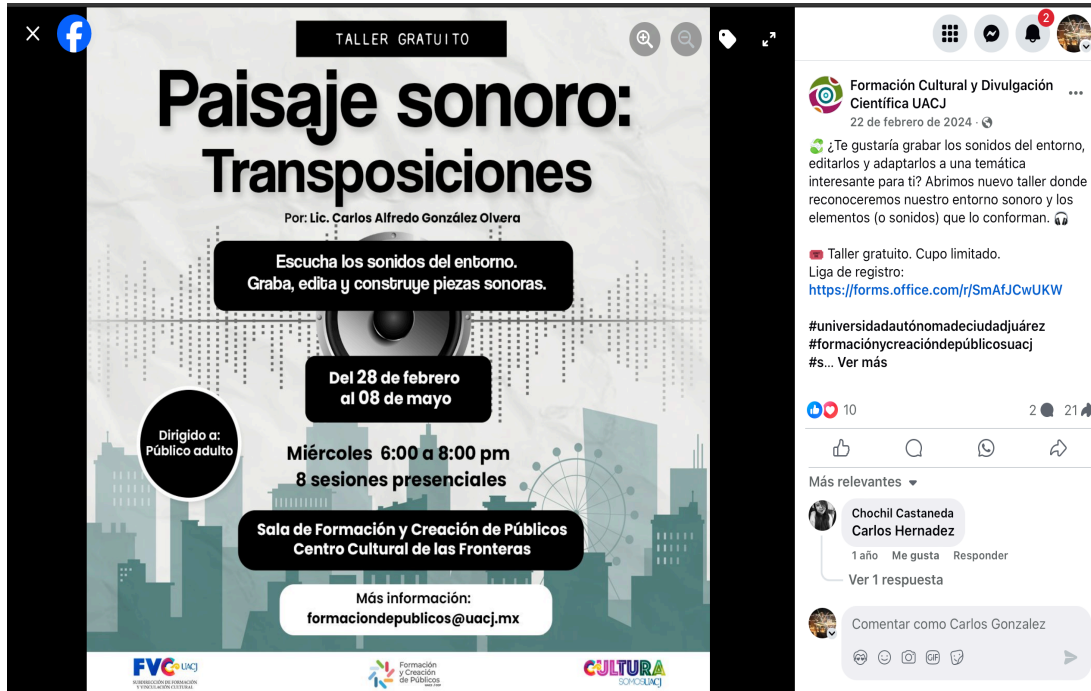 TALLER GRATUITO
Paisaje sonoro:
Transposiciones
Por: Lic. Carlos Alfredo González Olvera
Escucha los sonidos del entorno.
Graba, edita y construye piezas sonoras.
Del 28 de febrero
al 08 de mayo
Dirigido a:
Público adulto
Miércoles 6:00 a 8:00 pm
8 sesiones presenciales
Sala de Formación y Creación de Públicos
Centro Cultural de las Fronteras
Más información:
formaciondepublicos@uacj.mx
FVC UACJ
SUBDIRECCIÓN DE FORMACIÓN
Y VINCULACIÓN CULTURAL
Formación
y Creación
de Públicos
CULTURA
SOMOSUACJ
2
Formación Cultural y Divulgación
Científica UACJ
22 de febrero de 2024 ·
¿Te gustaría grabar los sonidos del entorno,
editarlos y adaptarlos a una temática
interesante para ti? Abrimos nuevo taller donde
reconoceremos nuestro entorno sonoro y los
elementos (o sonidos) que lo conforman.
Taller gratuito. Cupo limitado.
Liga de registro:
https://forms.office.com/r/SmAfJCwUKW
#universidadautónomadeciudadjuárez
#formaciónycreacióndepúblicosuacj
#s... Ver más
10 2 21
Más relevantes
Chochil Castaneda
Carlos Hernadez
1 año Me gusta Responder
Ver 1 respuesta
Comentar como Carlos Gonzalez
GIF